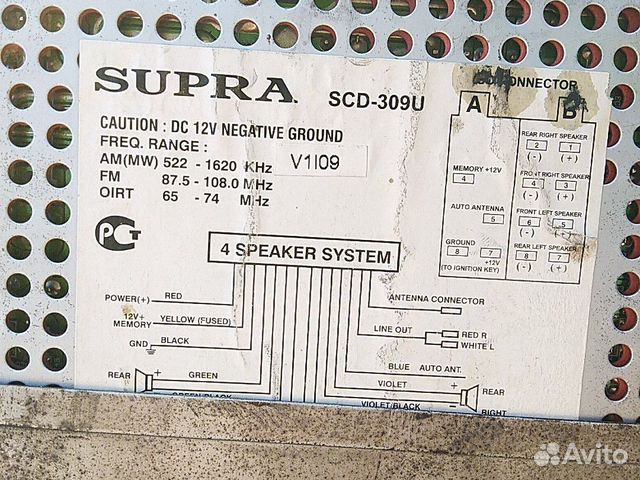 SUPRA SCD-309U
CAUTION : DC 12V NEGATIVE GROUND
FREQ. RANGE :
AM(MW) 522 - 1620 KHz
FM 87.5 - 108.0 MHz
OIRT 65 - 74 MHz
V1I09
PCT
CONNECTOR
A B
REAR RIGHT SPEAKER
2 1
(-) (+)
MEMORY +12V
4
FRONT RIGHT SPEAKER
4 3
(-) (+)
AUTO ANTENNA
5
FRONT LEFT SPEAKER
6 5
(-) (+)
GROUND
8 7
+12V
(TO IGNITION KEY)
REAR LEFT SPEAKER
8 7
(-) (+)
4 SPEAKER SYSTEM
POWER(+) RED
12V+
MEMORY YELLOW (FUSED)
GND BLACK
REAR + GREEN
GREEN/BLACK
ANTENNA CONNECTOR
LINE OUT RED R
WHITE L
BLUE AUTO ANT.
VIOLET + REAR
VIOLET/BLACK - RIGHT
Avito